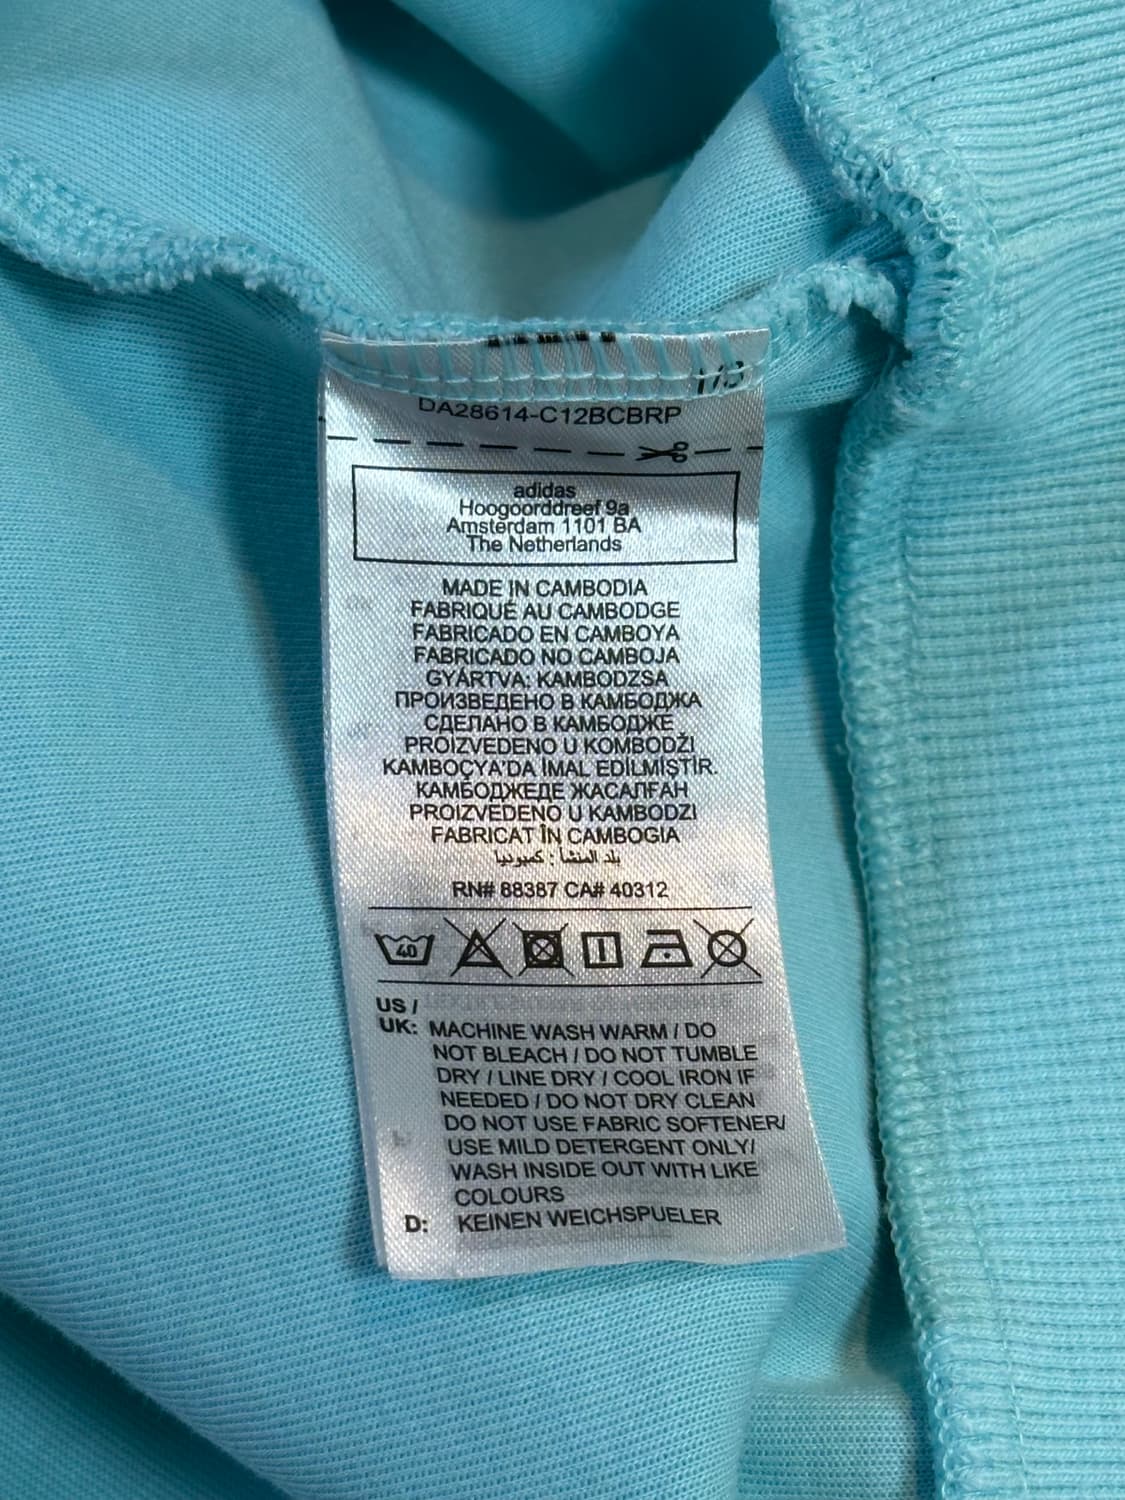 1/3
DA28614-C12BCBRP
adidas
Hoogoorddreef 9a
Amsterdam 1101 BA
The Netherlands
MADE IN CAMBODIA
FABRIQUÉ AU CAMBODGE
FABRICADO EN CAMBOYA
FABRICADO NO CAMBOJA
GYÁRTVA: KAMBODZSA
ПРОИЗВЕДЕНО В КАМБОДЖА
СДЕЛАНО В КАМБОДЖЕ
PROİZVEDENO U KOMBODŽI
KAMBOÇYA'DA İMAL EDİLMİŞTİR.
КАМБОДЖЕДЕ ЖАСАЛҒАН
PROIZVEDENO U KAMBODZI
FABRICAT ÎN CAMBOGIA
بلد المنشأ : كمبوديا
RN# 88387 CA# 40312
40
US /
UK: MACHINE WASH WARM / DO
NOT BLEACH / DO NOT TUMBLE
DRY / LINE DRY / COOL IRON IF
NEEDED / DO NOT DRY CLEAN
DO NOT USE FABRIC SOFTENER/
USE MILD DETERGENT ONLY/
WASH INSIDE OUT WITH LIKE
COLOURS
D: KEINEN WEICHSPUELER